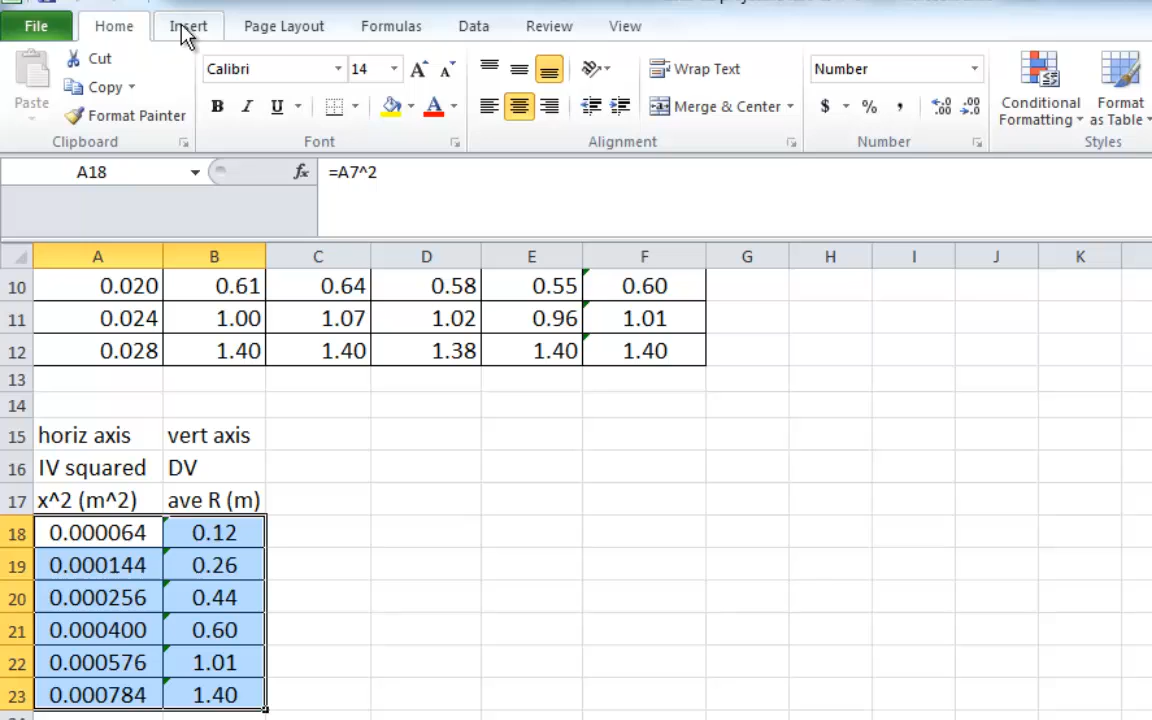 File Home Insert Page Layout Formulas Data Review View
Paste Cut Copy Format Painter Clipboard
Calibri 14 A A B I U A Font
Wrap Text Merge & Center Alignment
Number $ % , .00 Number
Conditional Formatting Format as Table Styles
A18 fx =A7^2
A B C D E F G H I J K
10 0.020 0.61 0.64 0.58 0.55 0.60
11 0.024 1.00 1.07 1.02 0.96 1.01
12 0.028 1.40 1.40 1.38 1.40 1.40
13
14
15 horiz axis vert axis
16 IV squared DV
17 x^2 (m^2) ave R (m)
18 0.000064 0.12
19 0.000144 0.26
20 0.000256 0.44
21 0.000400 0.60
22 0.000576 1.01
23 0.000784 1.40